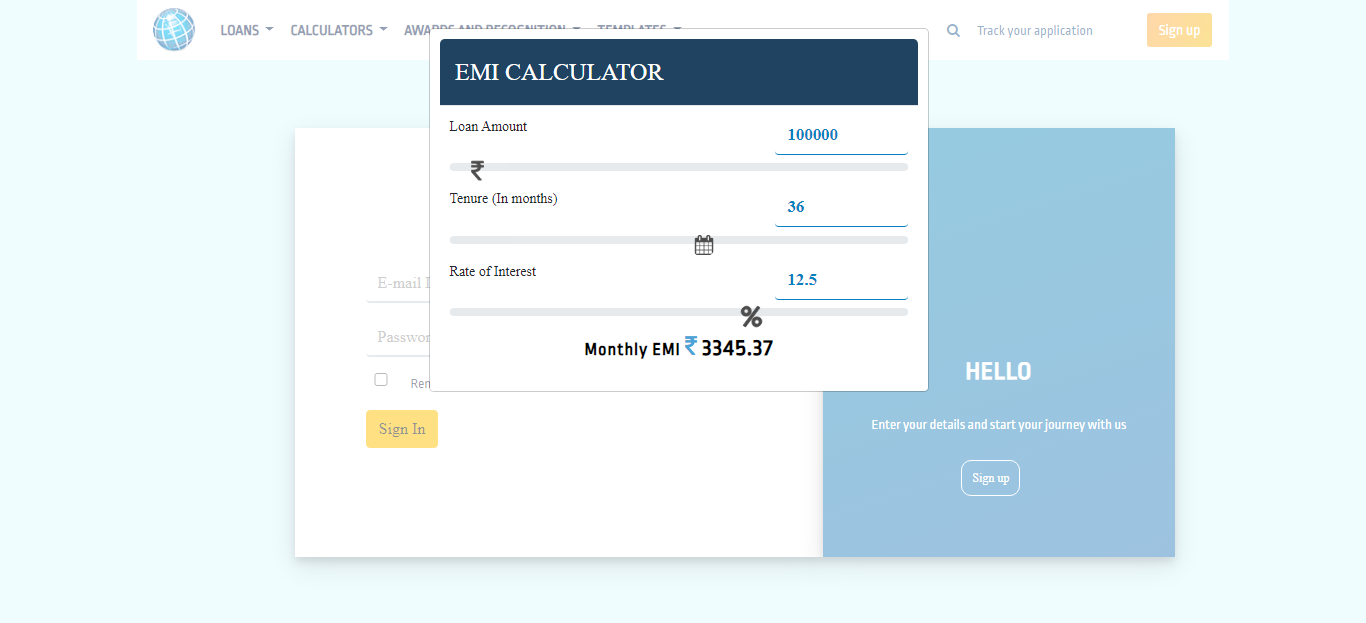 LOANS CALCULATORS AWARDS AND RECOGNITION TEMPLATES Track your application Sign up
EMI CALCULATOR
Loan Amount 100000
₹
Tenure (In months) 36
Rate of Interest 12.5
%
Monthly EMI ₹ 3345.37
E-mail
Sign In
HELLO
Enter your details and start your journey with us
Sign up